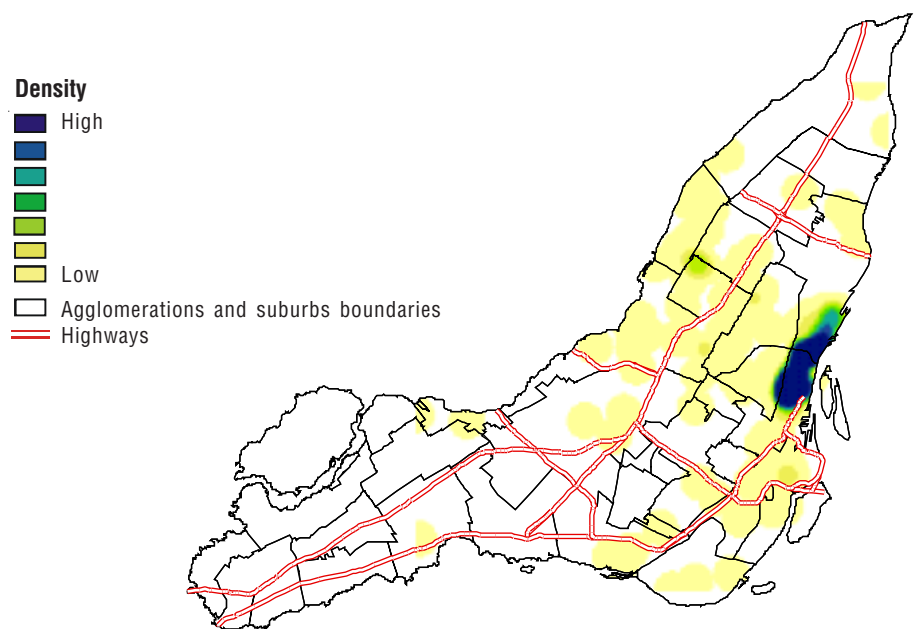 Density
High
Low
Agglomerations and suburbs boundaries
Highways